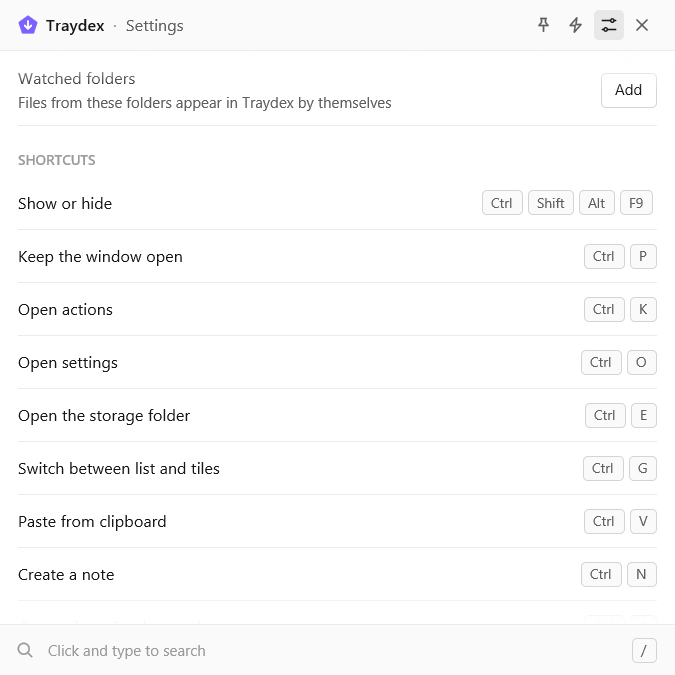 Traydex · Settings
Watched folders
Files from these folders appear in Traydex by themselves
Add
SHORTCUTS
Show or hide Ctrl Shift Alt F9
Keep the window open Ctrl P
Open actions Ctrl K
Open settings Ctrl O
Open the storage folder Ctrl E
Switch between list and tiles Ctrl G
Paste from clipboard Ctrl V
Create a note Ctrl N
Click and type to search /